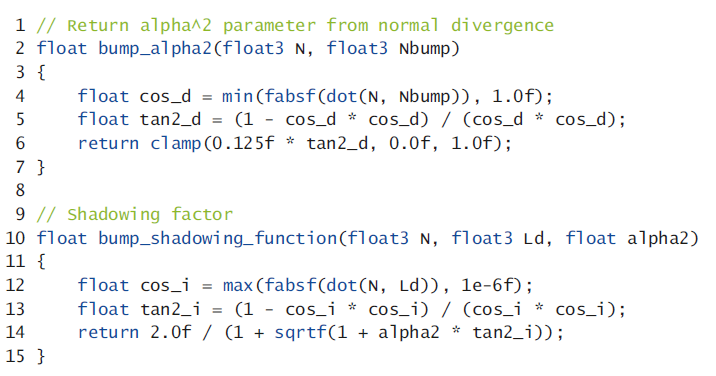 1 // Return alpha^2 parameter from normal divergence
2 float bump_alpha2(float3 N, float3 Nbump)
3 {
4     float cos_d = min(fabsf(dot(N, Nbump)), 1.0f);
5     float tan2_d = (1 - cos_d * cos_d) / (cos_d * cos_d);
6     return clamp(0.125f * tan2_d, 0.0f, 1.0f);
7 }
8
9 // Shadowing factor
10 float bump_shadowing_function(float3 N, float3 Ld, float alpha2)
11 {
12     float cos_i = max(fabsf(dot(N, Ld)), 1e-6f);
13     float tan2_i = (1 - cos_i * cos_i) / (cos_i * cos_i);
14     return 2.0f / (1 + sqrtf(1 + alpha2 * tan2_i));
15 }